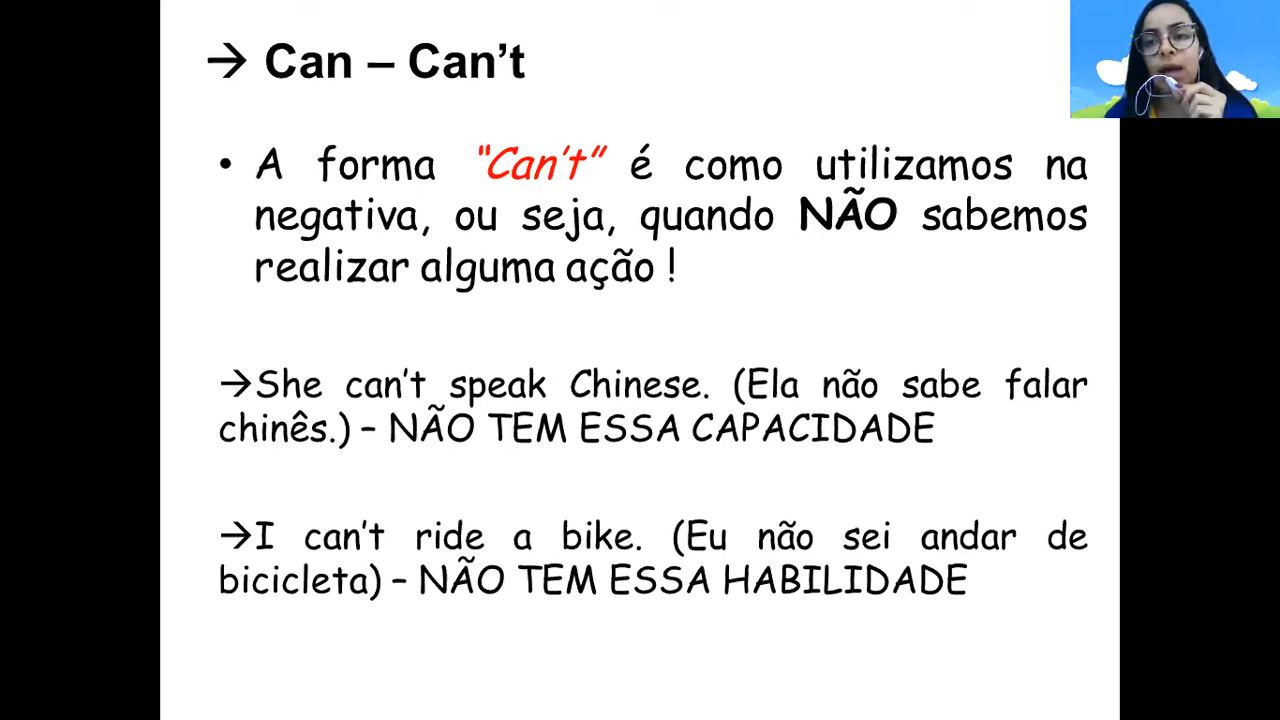 → Can – Can’t
• A forma “Can’t” é como utilizamos na
negativa, ou seja, quando NÃO sabemos
realizar alguma ação !
→She can’t speak Chinese. (Ela não sabe falar
chinês.) – NÃO TEM ESSA CAPACIDADE
→I can’t ride a bike. (Eu não sei andar de
bicicleta) – NÃO TEM ESSA HABILIDADE